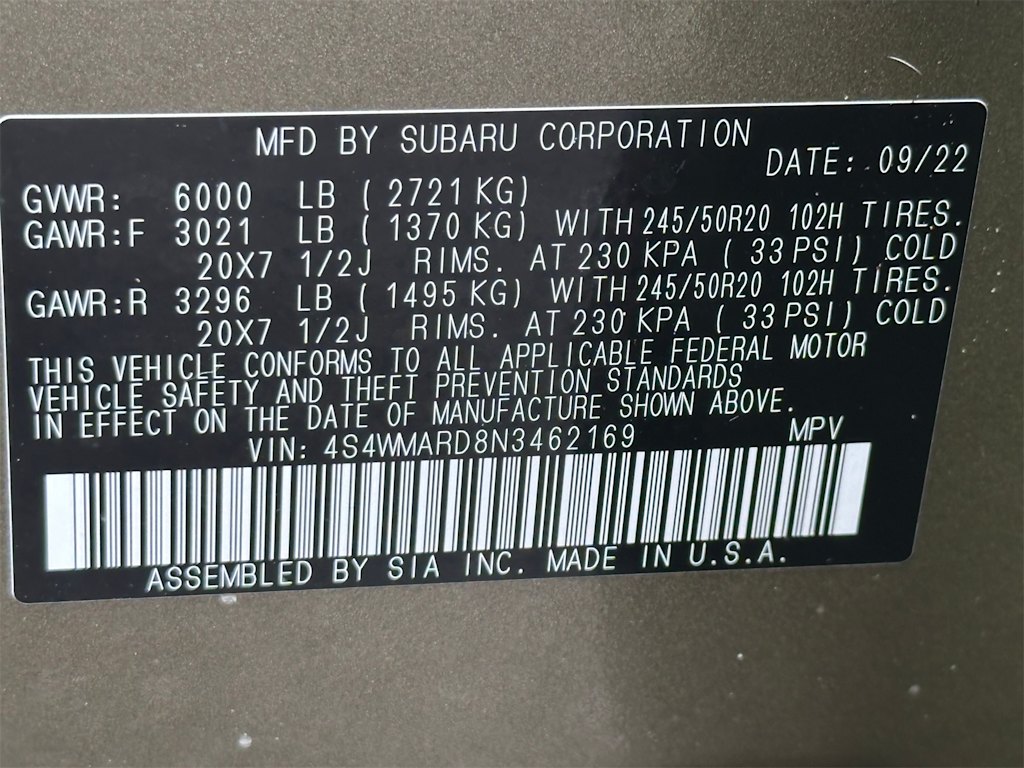 MFD BY SUBARU CORPORATION
DATE: 09/22
GVWR: 6000 LB ( 2721 KG)
GAWR:F 3021 LB ( 1370 KG) WITH 245/50R20 102H TIRES.
20X7 1/2J RIMS. AT 230 KPA ( 33 PSI) COLD
GAWR:R 3296 LB ( 1495 KG) WITH 245/50R20 102H TIRES.
20X7 1/2J RIMS. AT 230 KPA ( 33 PSI) COLD
THIS VEHICLE CONFORMS TO ALL APPLICABLE FEDERAL MOTOR
VEHICLE SAFETY AND THEFT PREVENTION STANDARDS
IN EFFECT ON THE DATE OF MANUFACTURE SHOWN ABOVE.
VIN: 4S4WMARD8N3462169 MPV
ASSEMBLED BY SIA INC. MADE IN U.S.A.